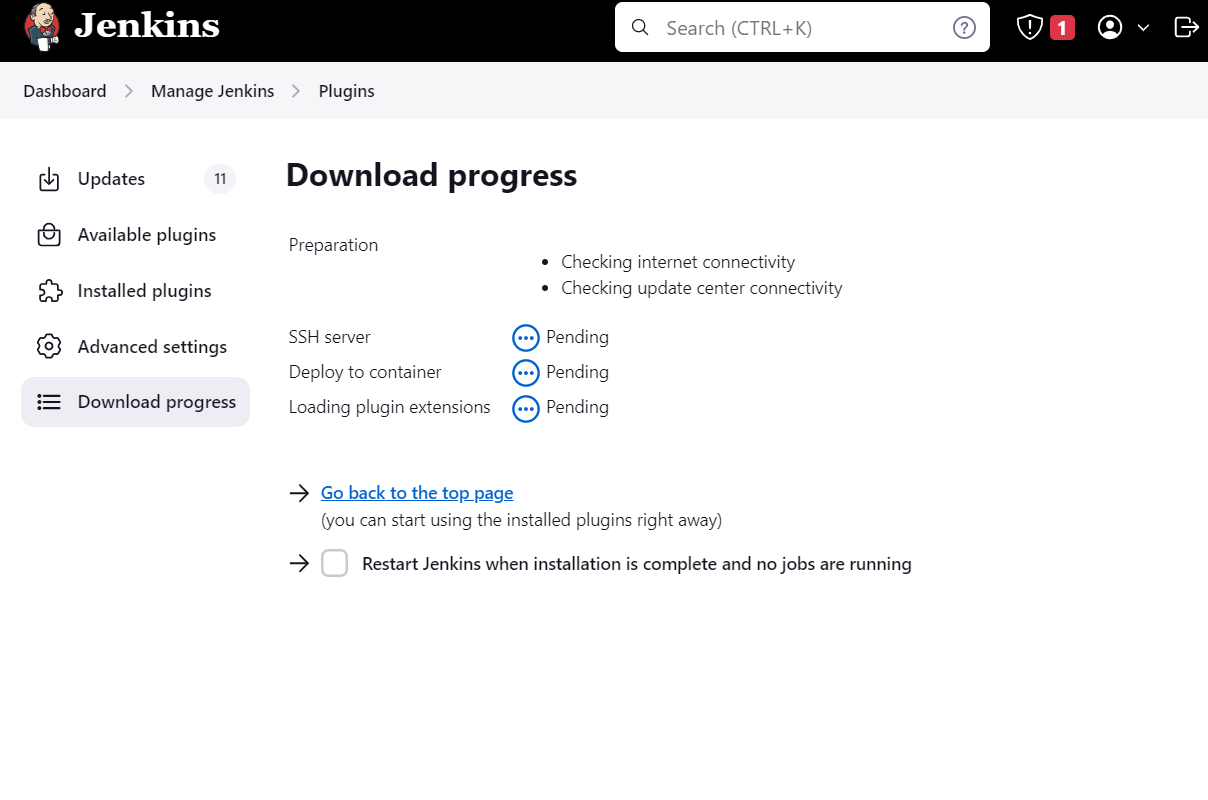 Jenkins
Search (CTRL+K)
?
1
Dashboard
Manage Jenkins
Plugins
Updates
11
Available plugins
Installed plugins
Advanced settings
Download progress
Download progress
Preparation
Checking internet connectivity
Checking update center connectivity
SSH server Pending
Deploy to container Pending
Loading plugin extensions Pending
Go back to the top page
(you can start using the installed plugins right away)
Restart Jenkins when installation is complete and no jobs are running